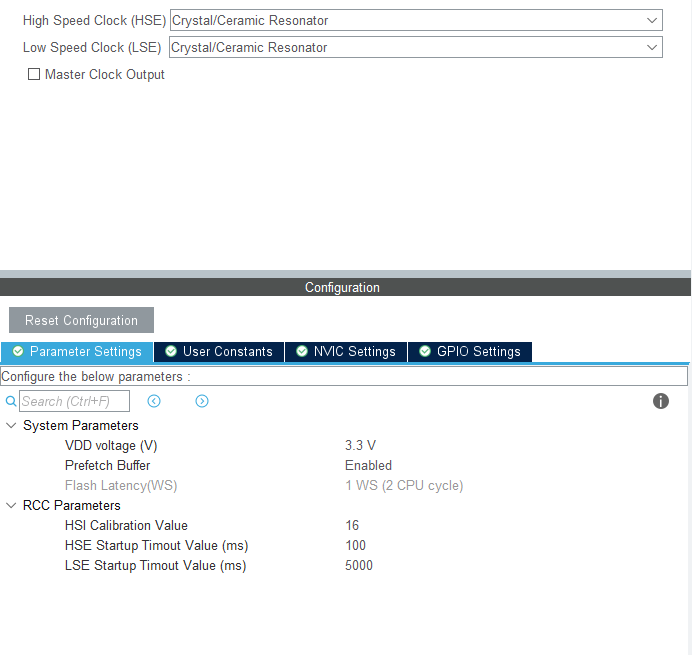 High Speed Clock (HSE) Crystal/Ceramic Resonator
Low Speed Clock (LSE) Crystal/Ceramic Resonator
Master Clock Output
Configuration
Reset Configuration
Parameter Settings User Constants NVIC Settings GPIO Settings
Configure the below parameters :
Search (Ctrl+F)
System Parameters
VDD voltage (V) 3.3 V
Prefetch Buffer Enabled
Flash Latency(WS) 1 WS (2 CPU cycle)
RCC Parameters
HSI Calibration Value 16
HSE Startup Timout Value (ms) 100
LSE Startup Timout Value (ms) 5000